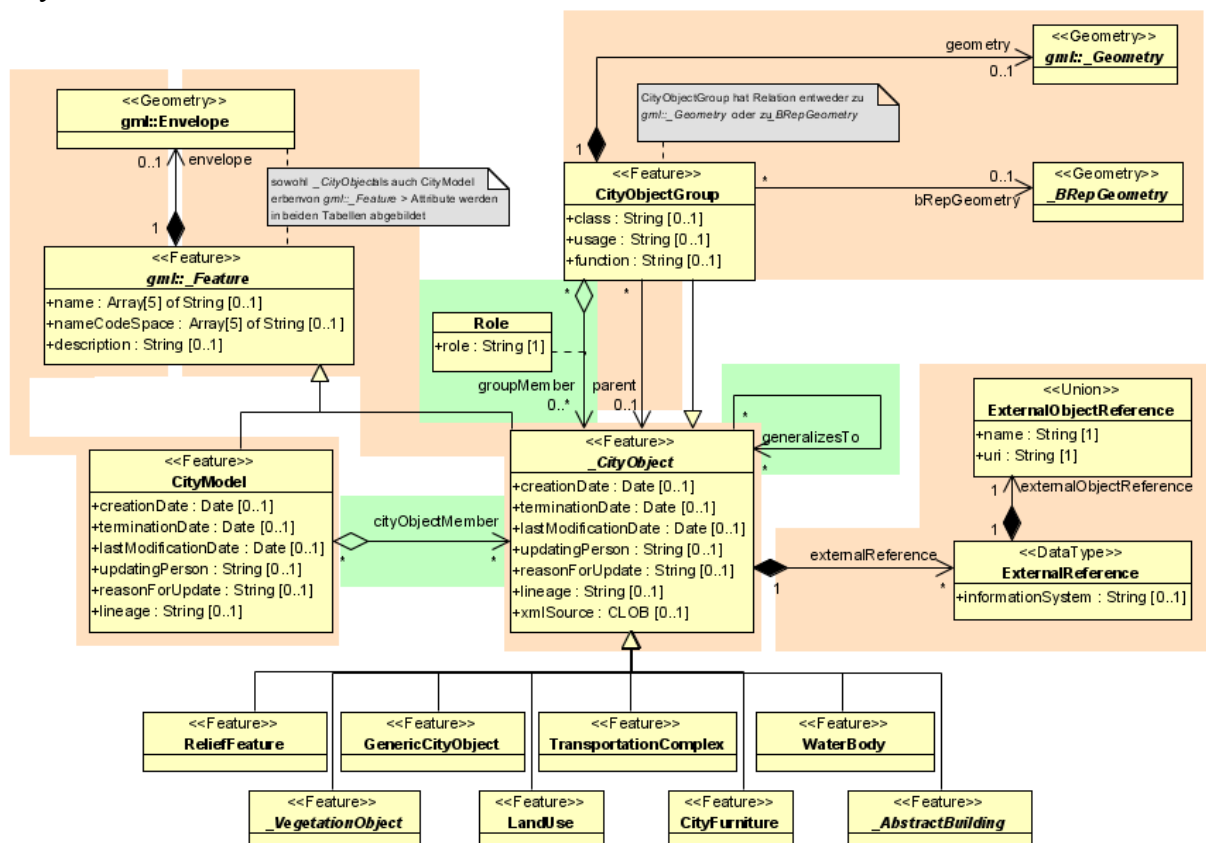 geometry
<<Geometry>>
gml::_Geometry
0..1
<<Geometry>>
gml::Envelope
CityObjectGroup hat Relation entweder zu
gml::_Geometry oder zu_BRepGeometry
1
0..1
envelope
sowohl _CityObjectals auch CityModel
erbenvon gml::_Feature > Attribute werden
in beiden Tabellen abgebildet
<<Feature>>
CityObjectGroup
+class : String [0..1]
+usage : String [0..1]
+function : String [0..1]
*
0..1
bRepGeometry
<<Geometry>>
_BRepGeometry
1
<<Feature>>
gml::_Feature
+name : Array[5] of String [0..1]
+nameCodeSpace : Array[5] of String [0..1]
+description : String [0..1]
*
*
Role
+role : String [1]
groupMember
0..*
parent
0..1
*
generalizesTo
*
<<Union>>
ExternalObjectReference
+name : String [1]
+uri : String [1]
1
externalObjectReference
1
<<Feature>>
CityModel
+creationDate : Date [0..1]
+terminationDate : Date [0..1]
+lastModificationDate : Date [0..1]
+updatingPerson : String [0..1]
+reasonForUpdate : String [0..1]
+lineage : String [0..1]
cityObjectMember
*
*
<<Feature>>
_CityObject
+creationDate : Date [0..1]
+terminationDate : Date [0..1]
+lastModificationDate : Date [0..1]
+updatingPerson : String [0..1]
+reasonForUpdate : String [0..1]
+lineage : String [0..1]
+xmlSource : CLOB [0..1]
externalReference
1
*
<<DataType>>
ExternalReference
+informationSystem : String [0..1]
<<Feature>>
ReliefFeature
<<Feature>>
GenericCityObject
<<Feature>>
TransportationComplex
<<Feature>>
WaterBody
<<Feature>>
_VegetationObject
<<Feature>>
LandUse
<<Feature>>
CityFurniture
<<Feature>>
_AbstractBuilding